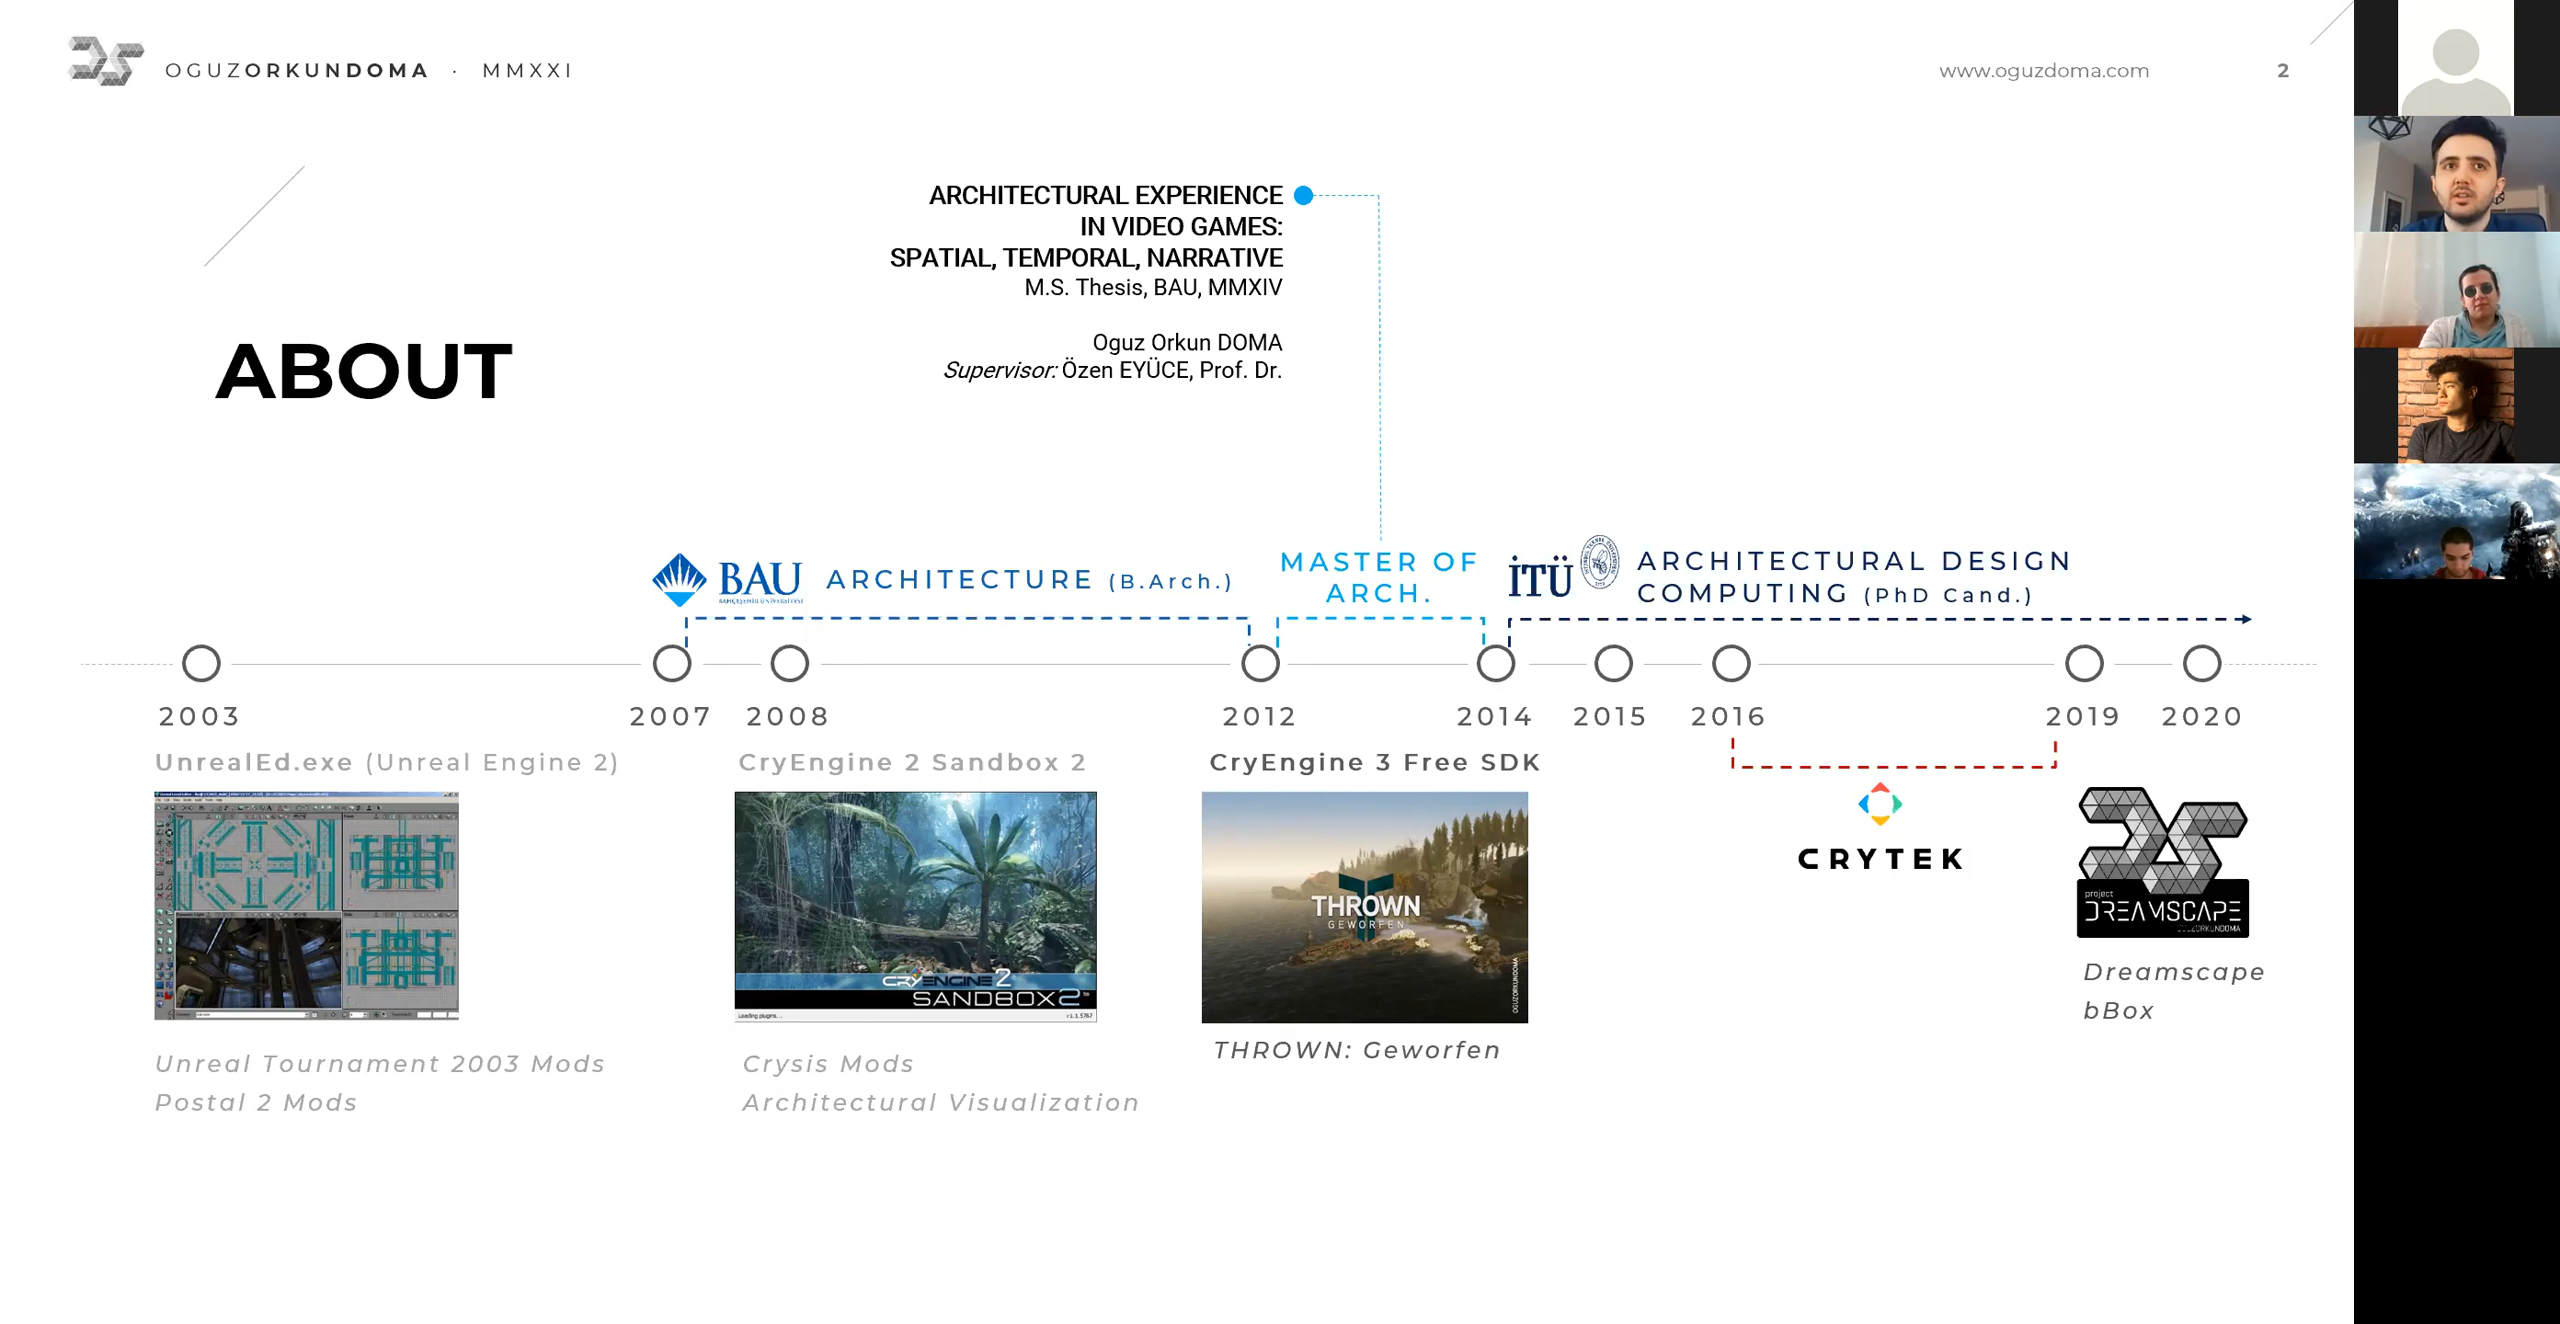 OGUZORKUNDOMA · MMXXI
www.oguzdoma.com
2
ARCHITECTURAL EXPERIENCE
IN VIDEO GAMES:
SPATIAL, TEMPORAL, NARRATIVE
M.S. Thesis, BAU, MMXIV
Oguz Orkun DOMA
Supervisor: Özen EYÜCE, Prof. Dr.
ABOUT
BAU
ARCHITECTURE (B.Arch.)
MASTER OF
ARCH.
İTÜ
ARCHITECTURAL DESIGN
COMPUTING (PhD Cand.)
2003
2007
2008
2012
2014
2015
2016
2019
2020
UnrealEd.exe (Unreal Engine 2)
Unreal Tournament 2003 Mods
Postal 2 Mods
CryEngine 2 Sandbox 2
CRYENGINE 2
SANDBOX2
Loading plugins...
Crysis Mods
Architectural Visualization
CryEngine 3 Free SDK
THROWN
GEWORFEN
OGUZORKUNDOMA
THROWN: Geworfen
CRYTEK
project
DREAMSCAPE
OGUZORKUNDOMA
Dreamscape
bBox